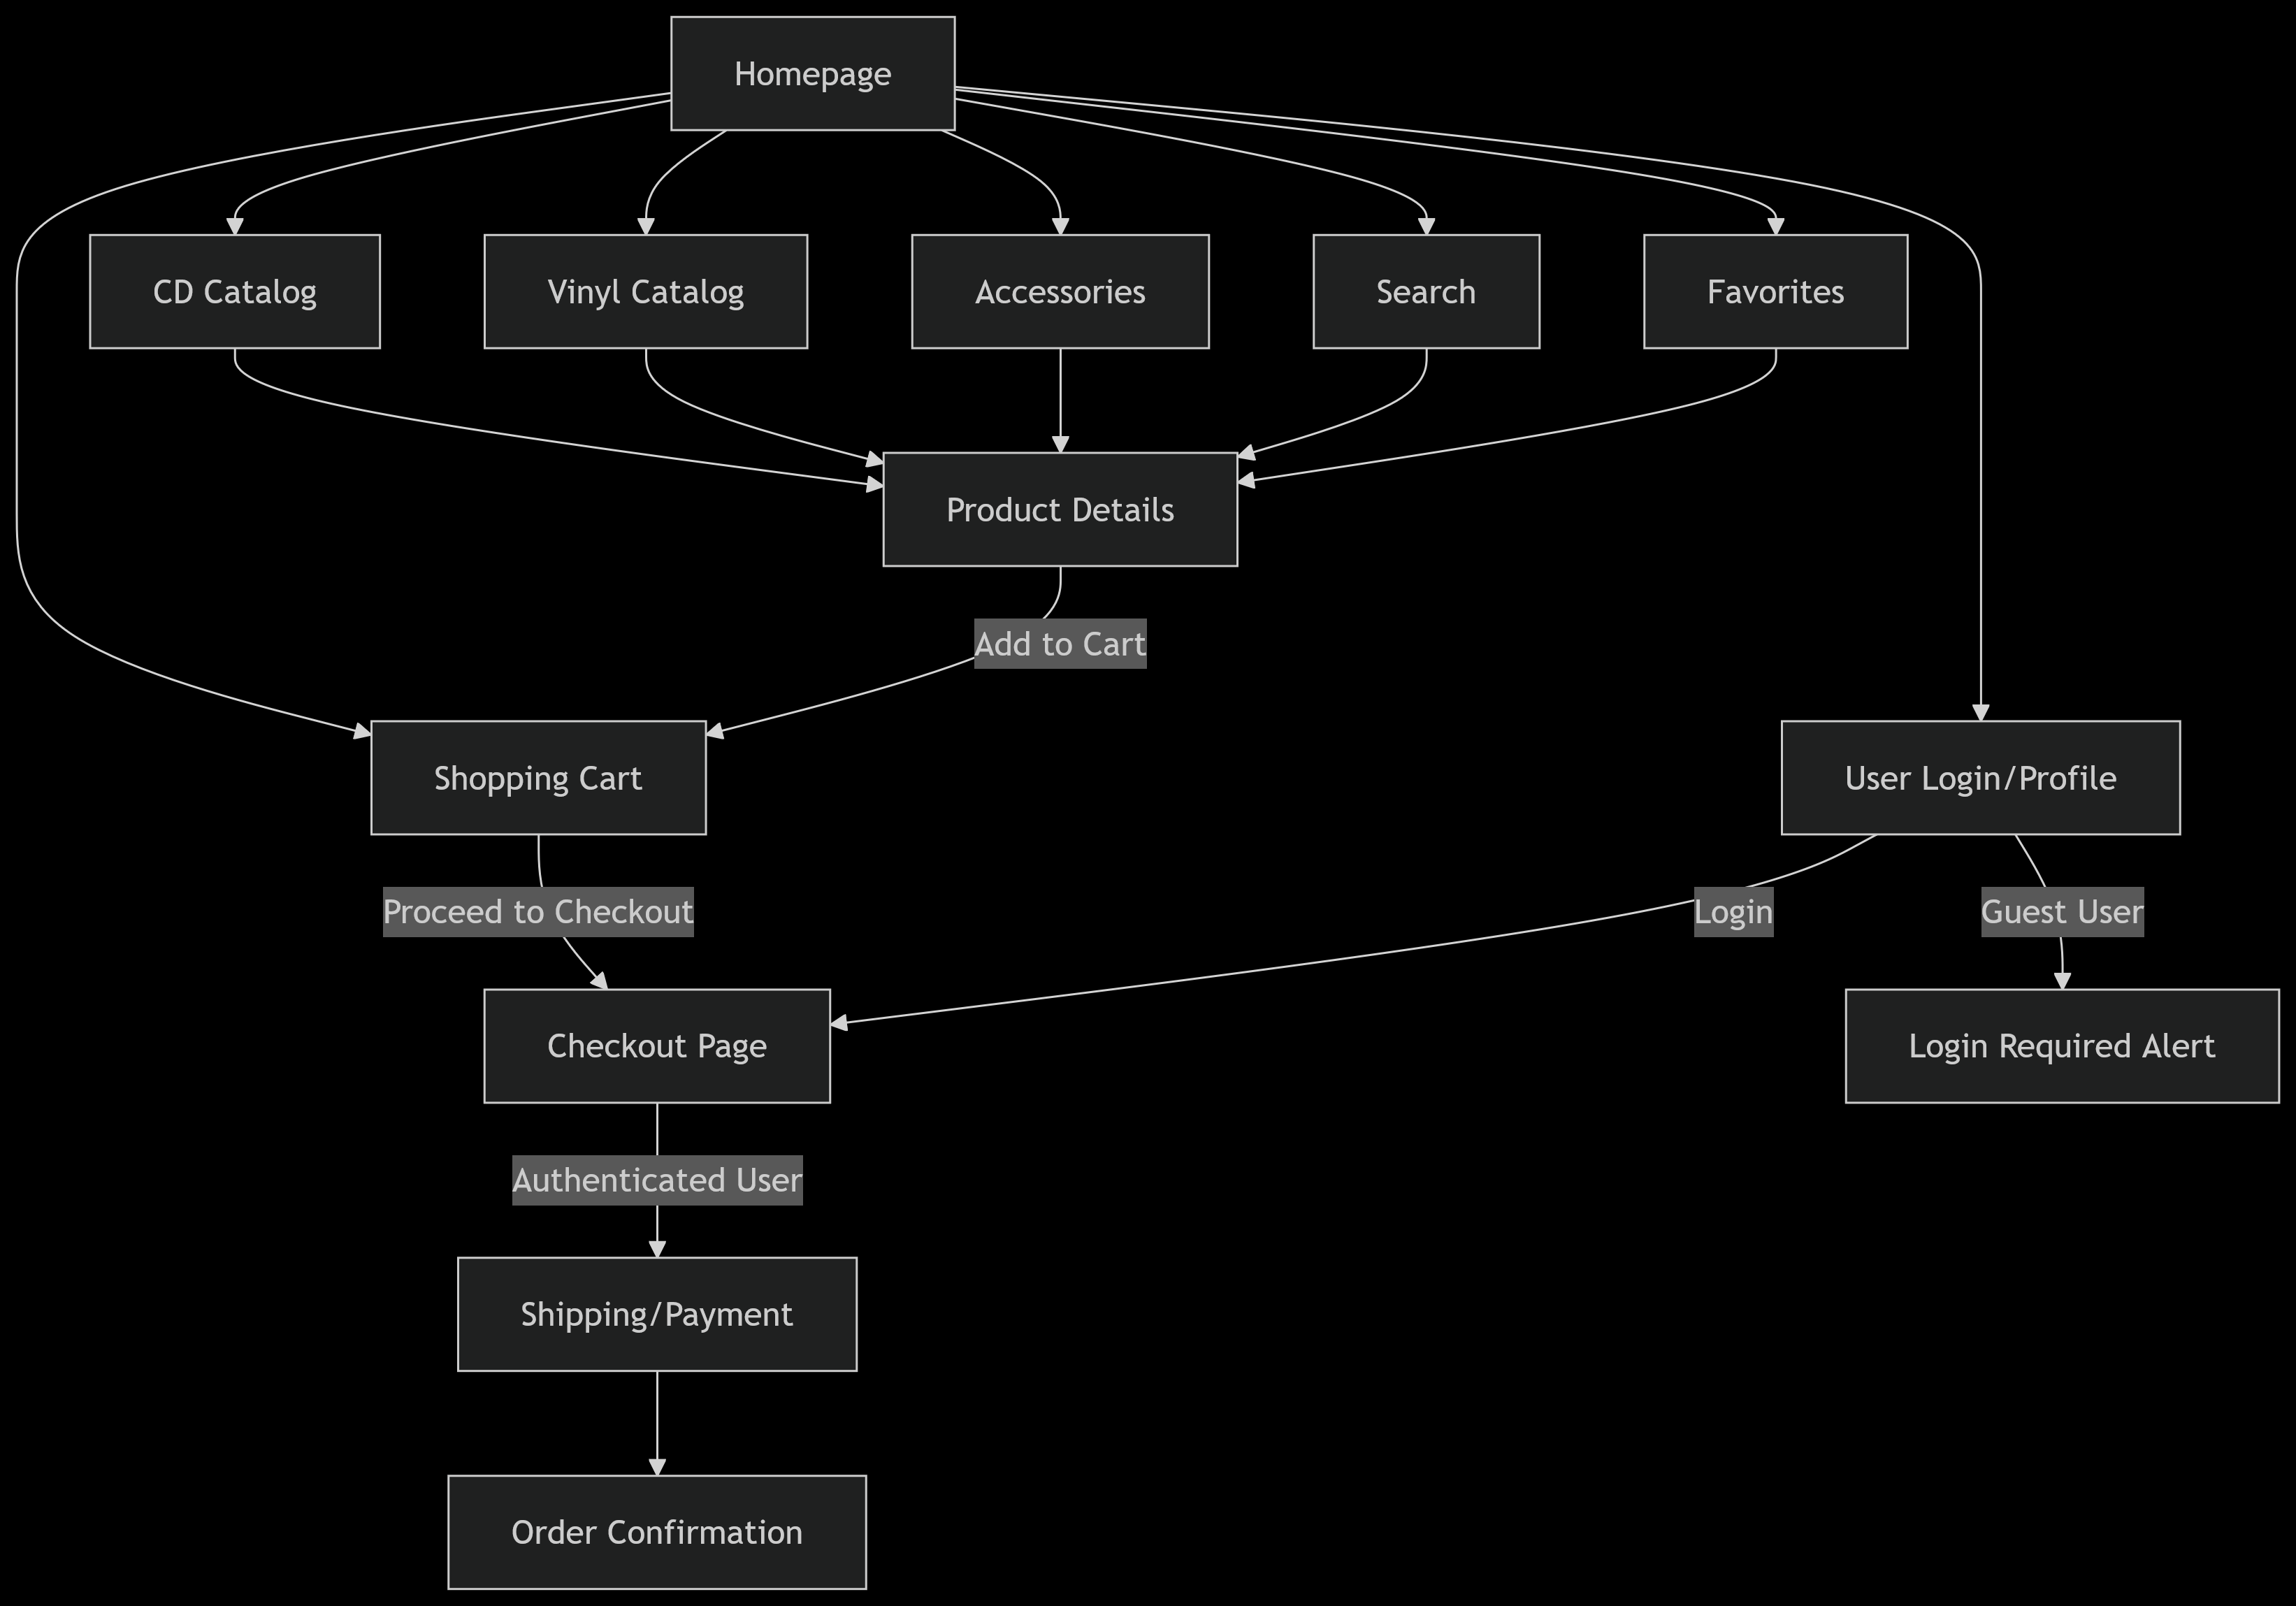 Homepage
CD Catalog
Vinyl Catalog
Accessories
Search
Favorites
Product Details
Add to Cart
Shopping Cart
User Login/Profile
Proceed to Checkout
Login
Guest User
Checkout Page
Login Required Alert
Authenticated User
Shipping/Payment
Order Confirmation